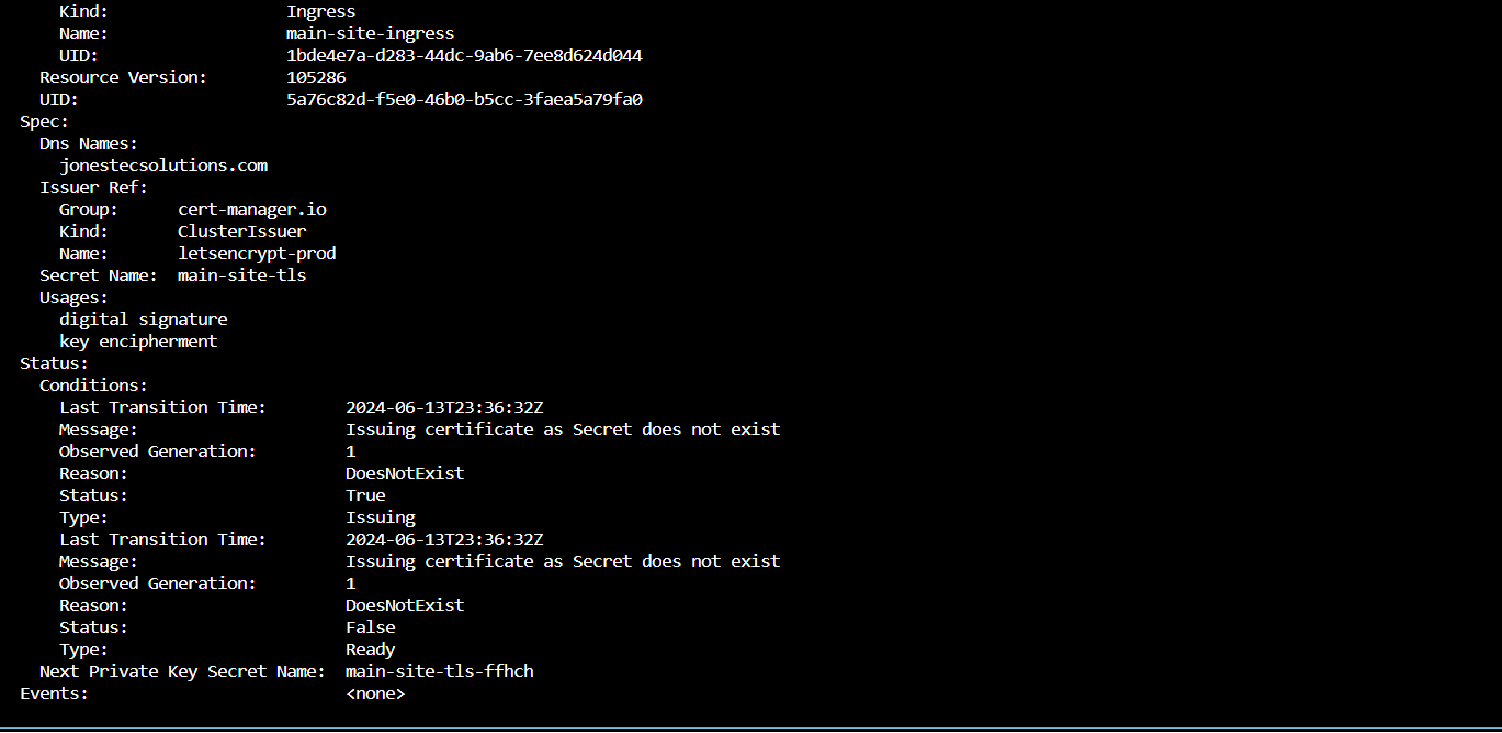 Kind: Ingress
Name: main-site-ingress
UID: 1bde4e7a-d283-44dc-9ab6-7ee8d624d044
Resource Version: 105286
UID: 5a76c82d-f5e0-46b0-b5cc-3faea5a79fa0
Spec:
Dns Names:
jonestecsolutions.com
Issuer Ref:
Group: cert-manager.io
Kind: ClusterIssuer
Name: letsencrypt-prod
Secret Name: main-site-tls
Usages:
digital signature
key encipherment
Status:
Conditions:
Last Transition Time: 2024-06-13T23:36:32Z
Message: Issuing certificate as Secret does not exist
Observed Generation: 1
Reason: DoesNotExist
Status: True
Type: Issuing
Last Transition Time: 2024-06-13T23:36:32Z
Message: Issuing certificate as Secret does not exist
Observed Generation: 1
Reason: DoesNotExist
Status: False
Type: Ready
Next Private Key Secret Name: main-site-tls-ffhch
Events: <none>